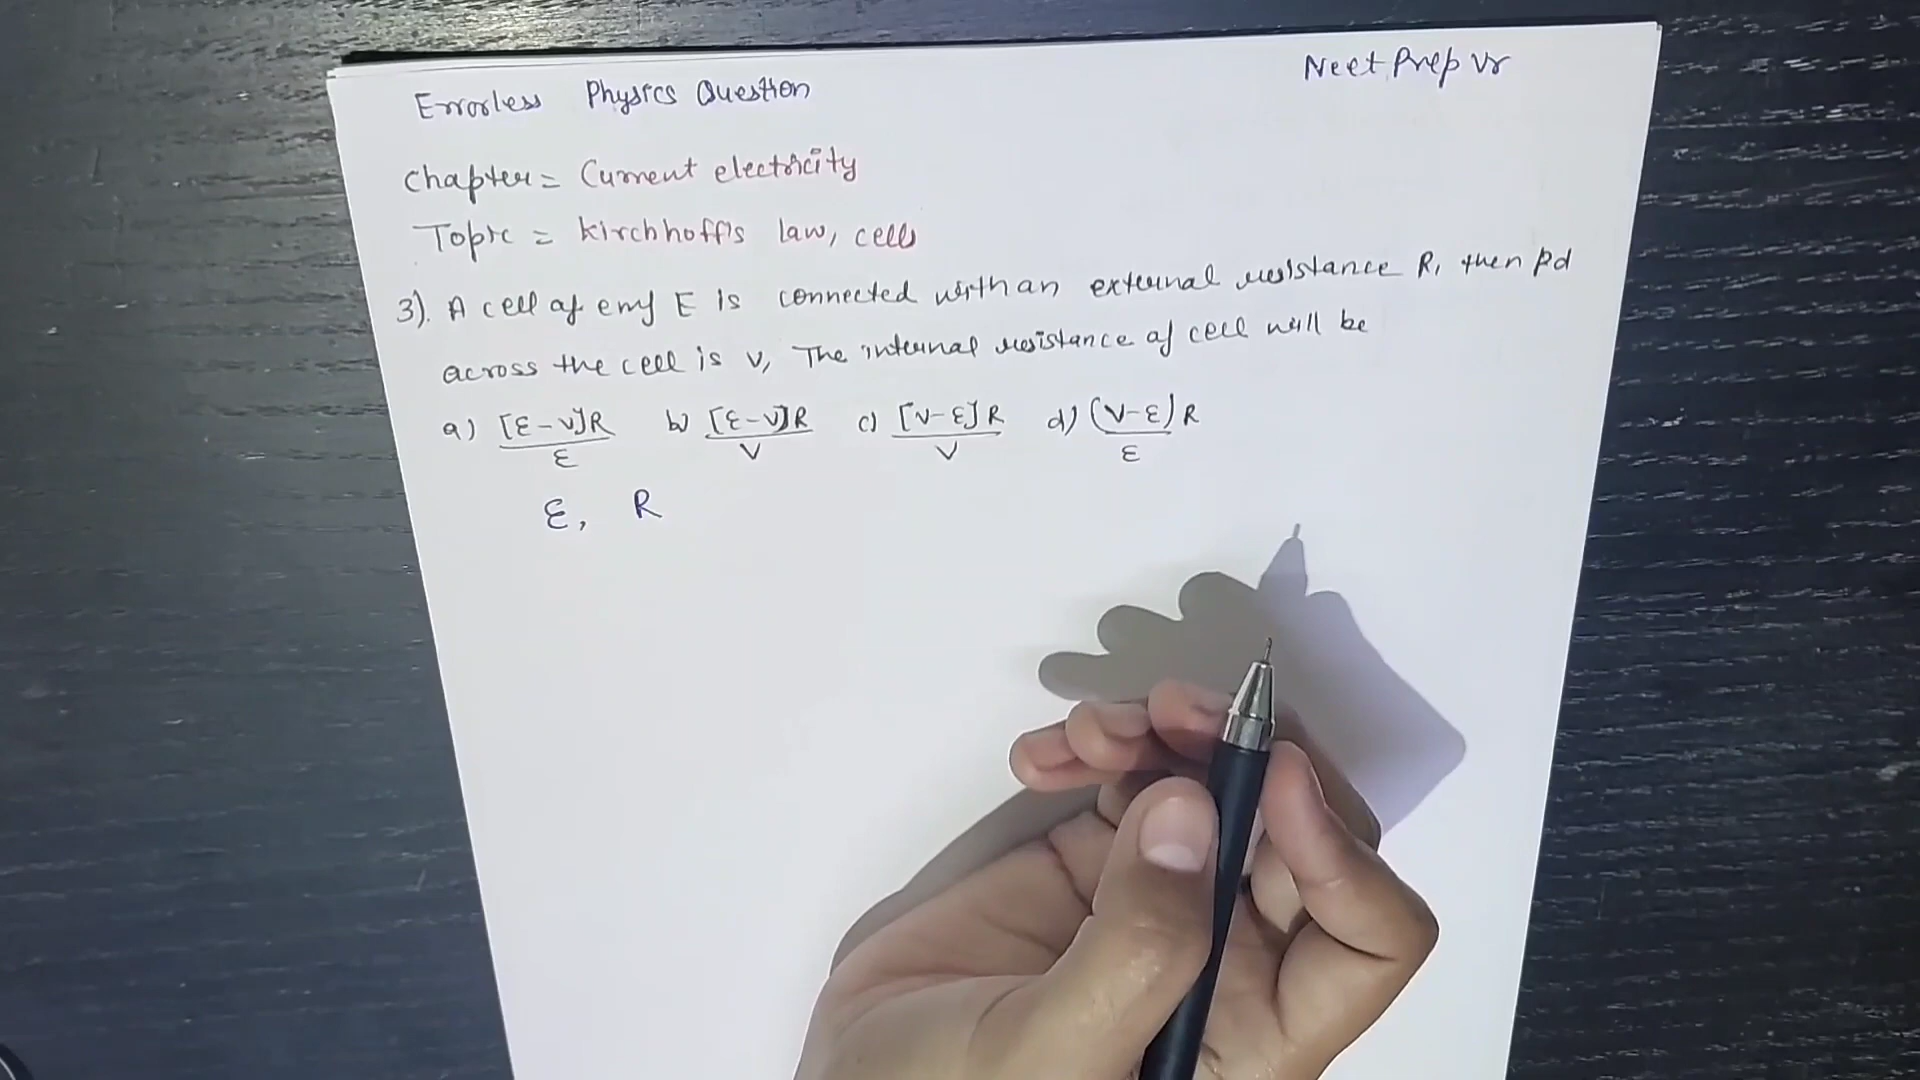 Errorless Physics Question
Neet Prep Vr
Chapter = Current electricity
Topic = Kirchhoff's law, cell
3). A cell of emf E is connected with an external resistance R, then pd
across the cell is v, The internal resistance of cell will be
a) [ε-v]R/ε b) [ε-v]R/V c) [v-ε]R/V d) (v-ε)R/ε
ε, R